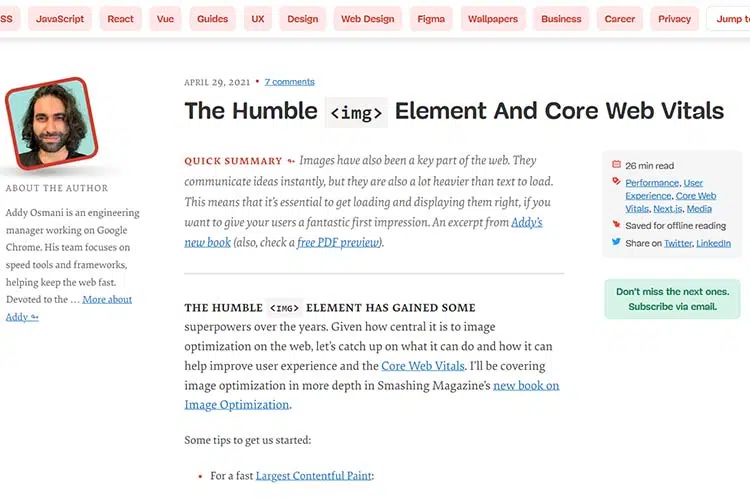 SS JavaScript React Vue Guides UX Design Web Design Figma Wallpapers Business Career Privacy Jump to
APRIL 29, 2021 • 7 comments
The Humble <img> Element And Core Web Vitals
ABOUT THE AUTHOR
Addy Osmani is an engineering
manager working on Google
Chrome. His team focuses on
speed tools and frameworks,
helping keep the web fast.
Devoted to the ... More about
Addy ↬
QUICK SUMMARY ↬ Images have also been a key part of the web. They
communicate ideas instantly, but they are also a lot heavier than text to load.
This means that it's essential to get loading and displaying them right, if you
want to give your users a fantastic first impression. An excerpt from Addy's
new book (also, check a free PDF preview).
26 min read
Performance, User
Experience, Core Web
Vitals, Next.js, Media
Saved for offline reading
Share on Twitter, LinkedIn
Don't miss the next ones.
Subscribe via email.
THE HUMBLE <IMG> ELEMENT HAS GAINED SOME
superpowers over the years. Given how central it is to image
optimization on the web, let's catch up on what it can do and how it can
help improve user experience and the Core Web Vitals. I'll be covering
image optimization in more depth in Smashing Magazine's new book on
Image Optimization.
Some tips to get us started:
• For a fast Largest Contentful Paint: